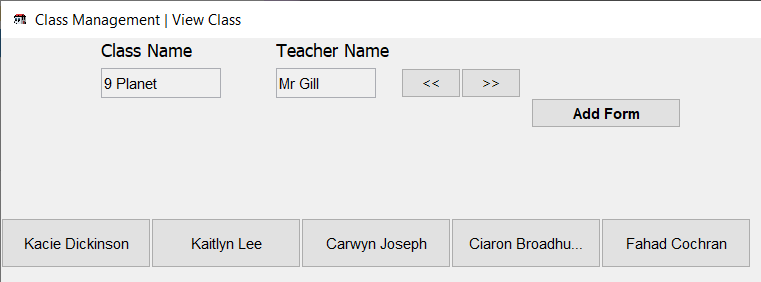 Class Management | View Class
Class Name Teacher Name
9 Planet Mr Gill << >>
Add Form
Kacie Dickinson Kaitlyn Lee Carwyn Joseph Ciaron Broadhu... Fahad Cochran